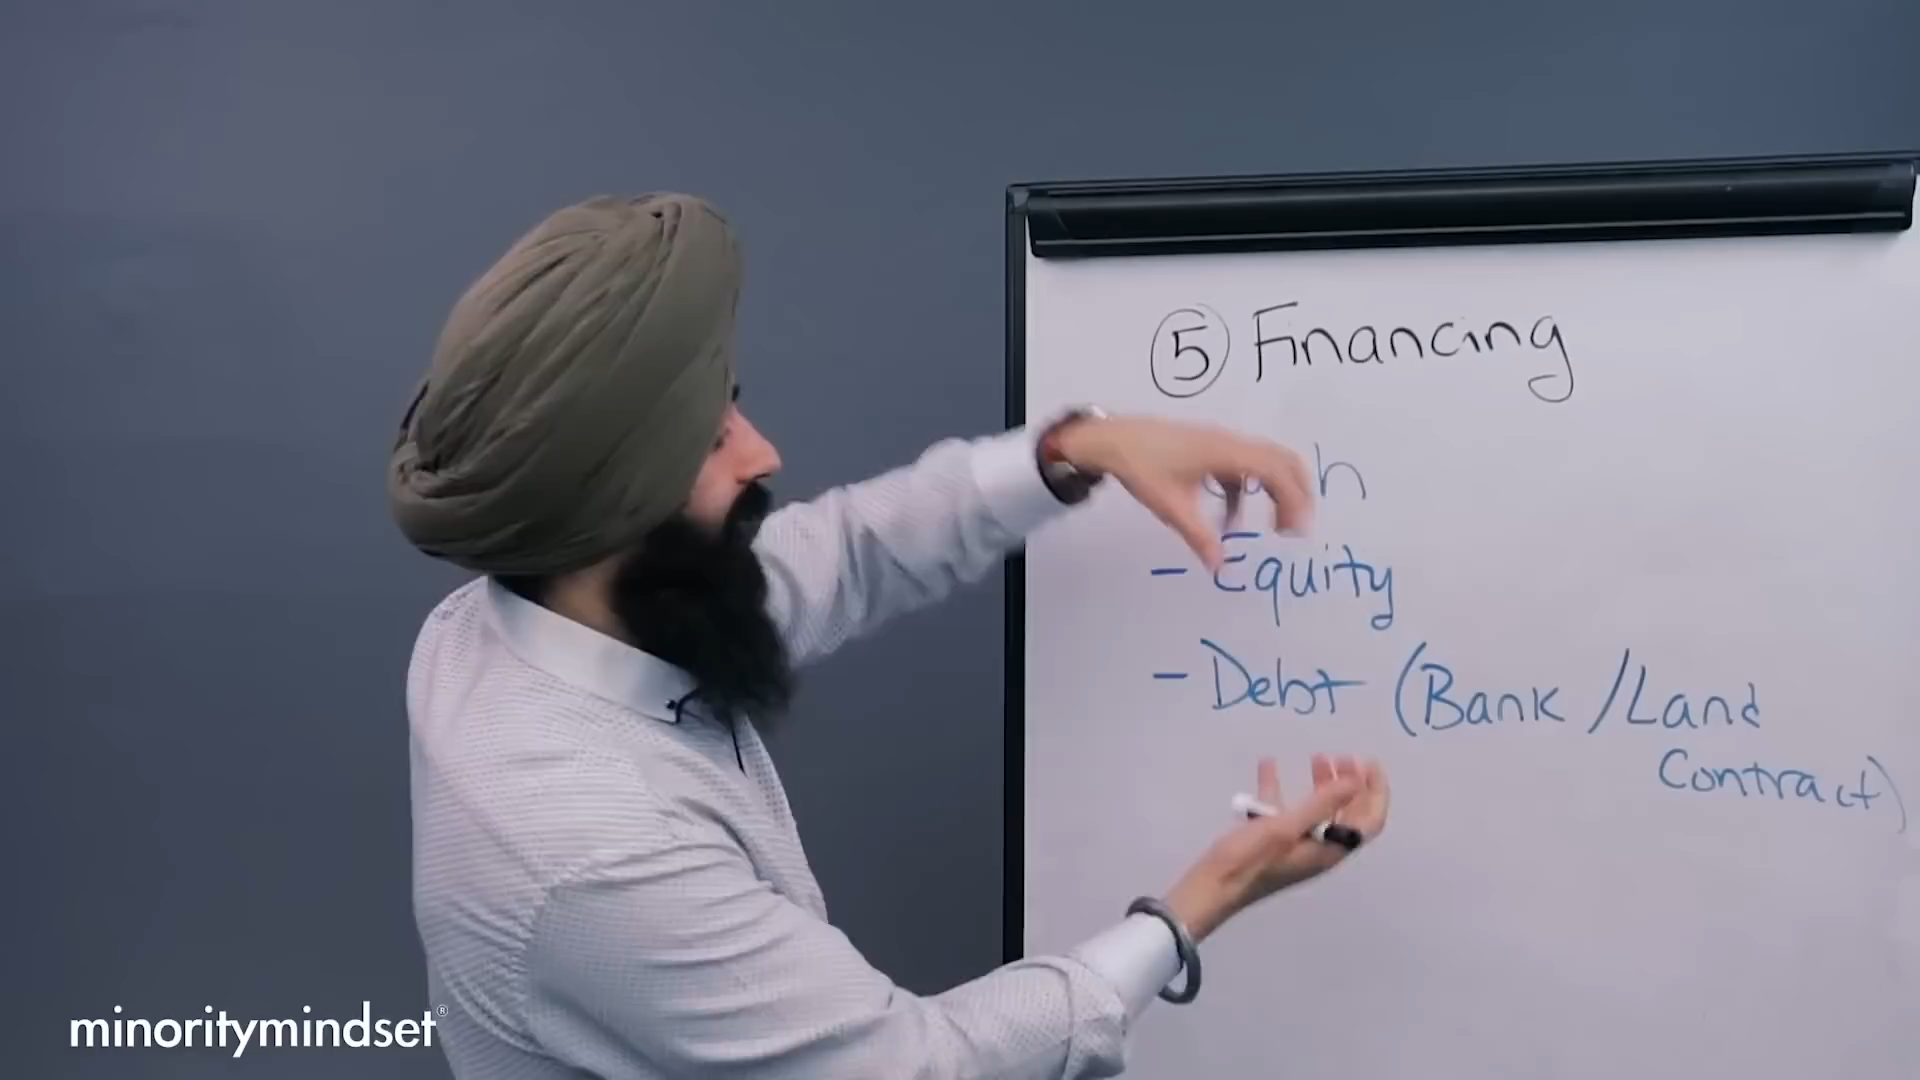 ⑤ Financing
- Equity
- Debt (Bank / Land
Contract)
minoritymindset®